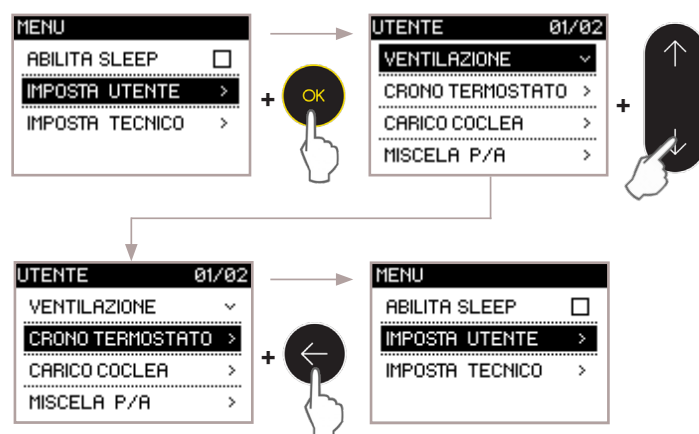 MENU
ABILITA SLEEP
IMPOSTA UTENTE >
IMPOSTA TECNICO >
+
OK
UTENTE 01/02
VENTILAZIONE
CRONO TERMOSTATO >
CARICO COCLEA >
MISCELA P/A >
+
UTENTE 01/02
VENTILAZIONE
CRONO TERMOSTATO >
CARICO COCLEA >
MISCELA P/A >
+
MENU
ABILITA SLEEP
IMPOSTA UTENTE >
IMPOSTA TECNICO >